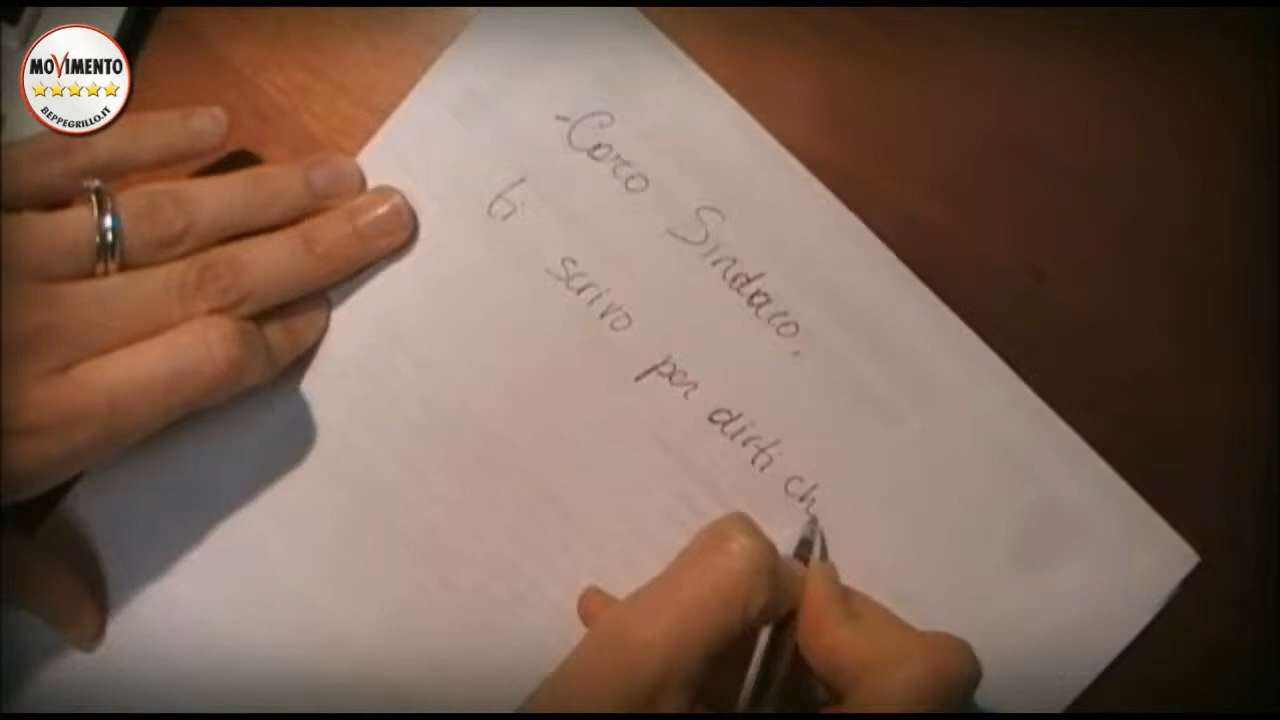 MOVIMENTO
BEPPEGRILLO.IT
-Caro Sindaco,
ti scrivo per dirti ch